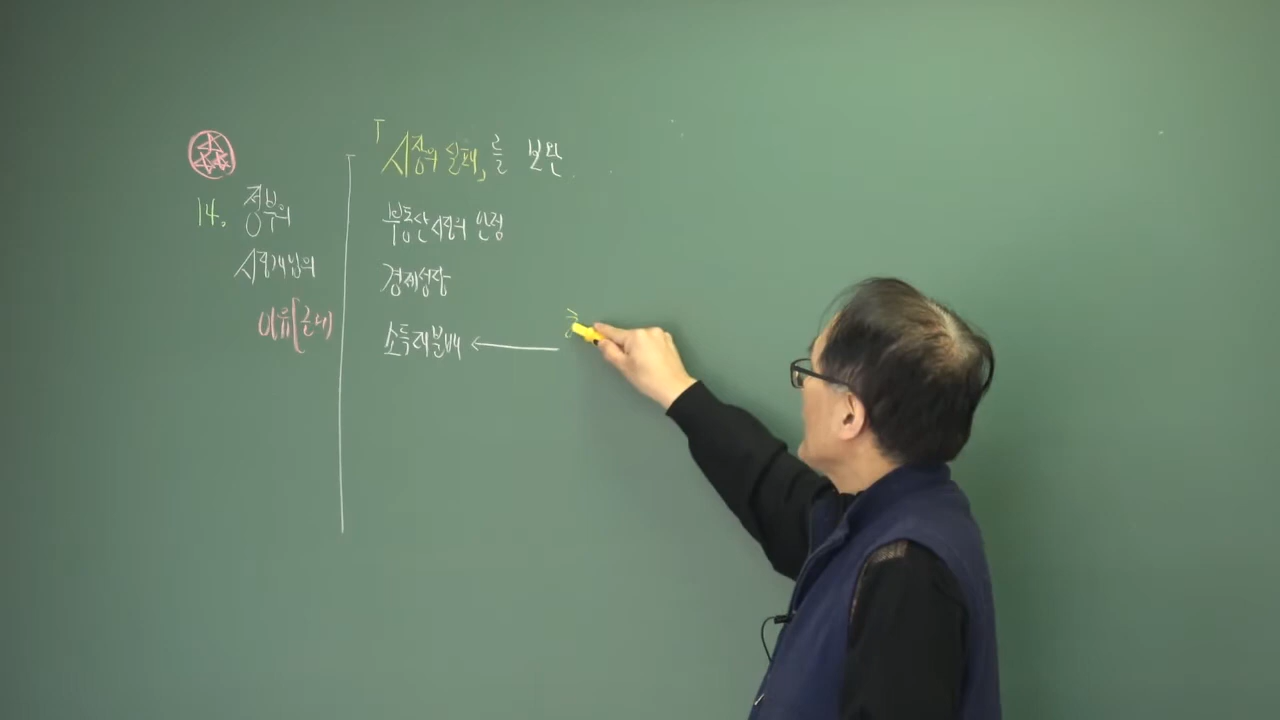 14. 정부의
시장개입의
이유(근거)
「시장의 실패」를 보완
부동산시장의 안정
경제성장
소득재분배 ←